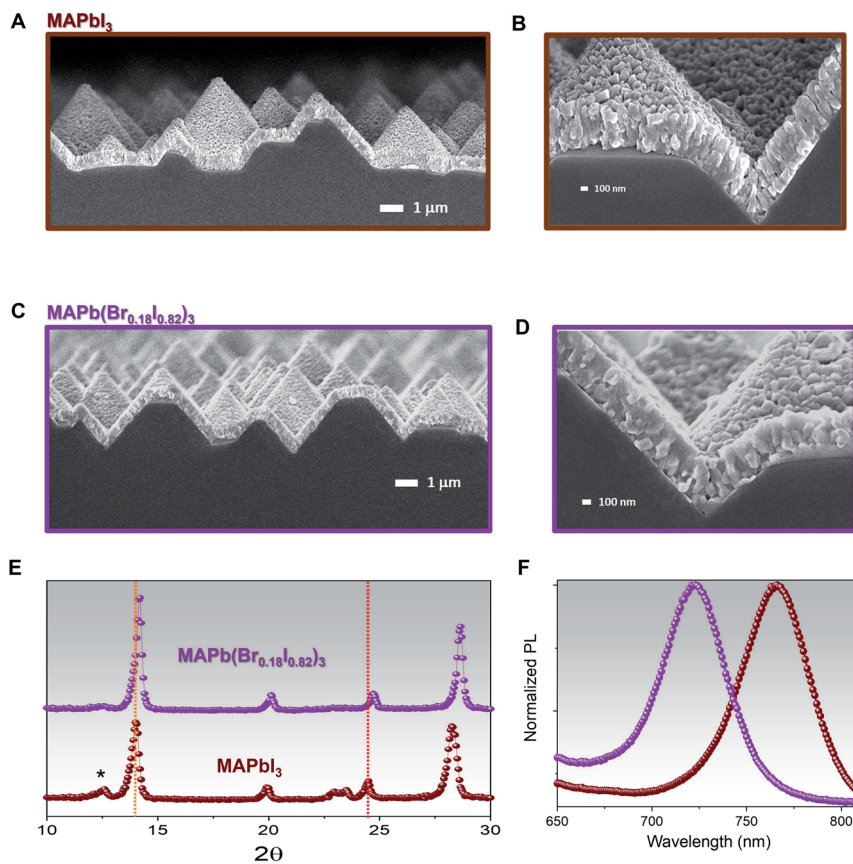 A
MAPbI₃
B
1 µm
100 nm
C
MAPb(Br₀.₁₈I₀.₈₂)₃
D
1 µm
100 nm
E
F
MAPb(Br₀.₁₈I₀.₈₂)₃
*
MAPbI₃
10 15 20 25 30
2θ
Normalized PL
650 700 750 800
Wavelength (nm)